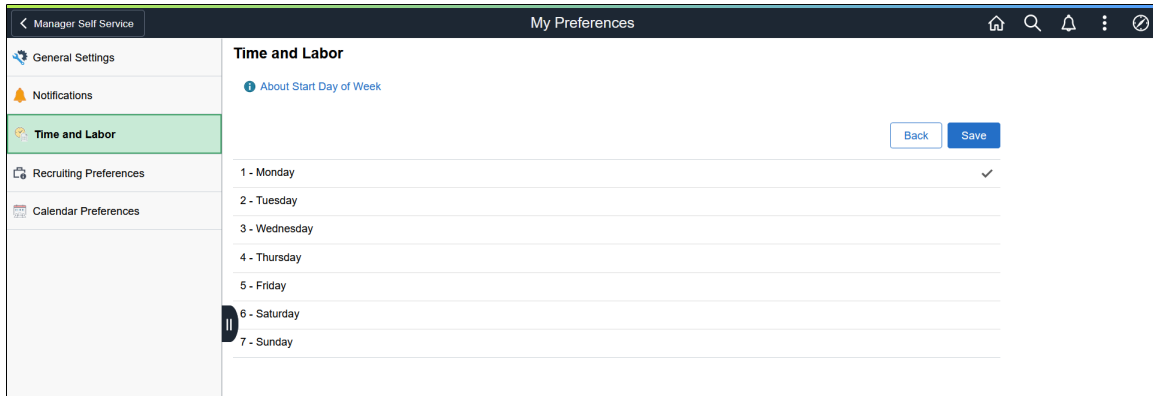 Manager Self Service
My Preferences
General Settings
Notifications
Time and Labor
Recruiting Preferences
Calendar Preferences
Time and Labor
About Start Day of Week
Back
Save
1 - Monday
2 - Tuesday
3 - Wednesday
4 - Thursday
5 - Friday
6 - Saturday
7 - Sunday